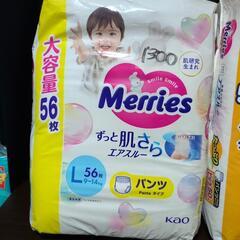 肌研究
生まれ
1300
大容量
56枚
smile smile
Merries
ずっと肌さら
エアスルー
L
56枚
9~14kg
パンツ
Pants タイプ
Kao